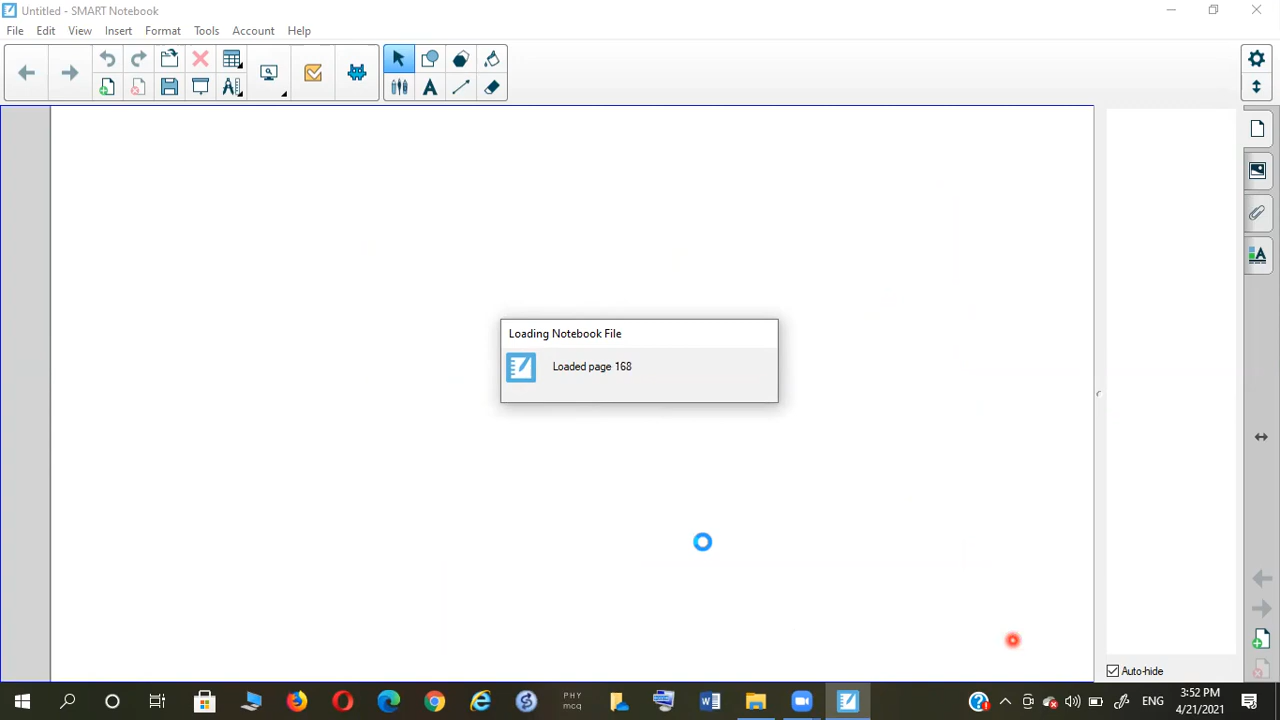 Untitled - SMART Notebook
File Edit View Insert Format Tools Account Help
Loading Notebook File
Loaded page 168
Auto-hide
PHY
mcq
ENG
3:52 PM
4/21/2021